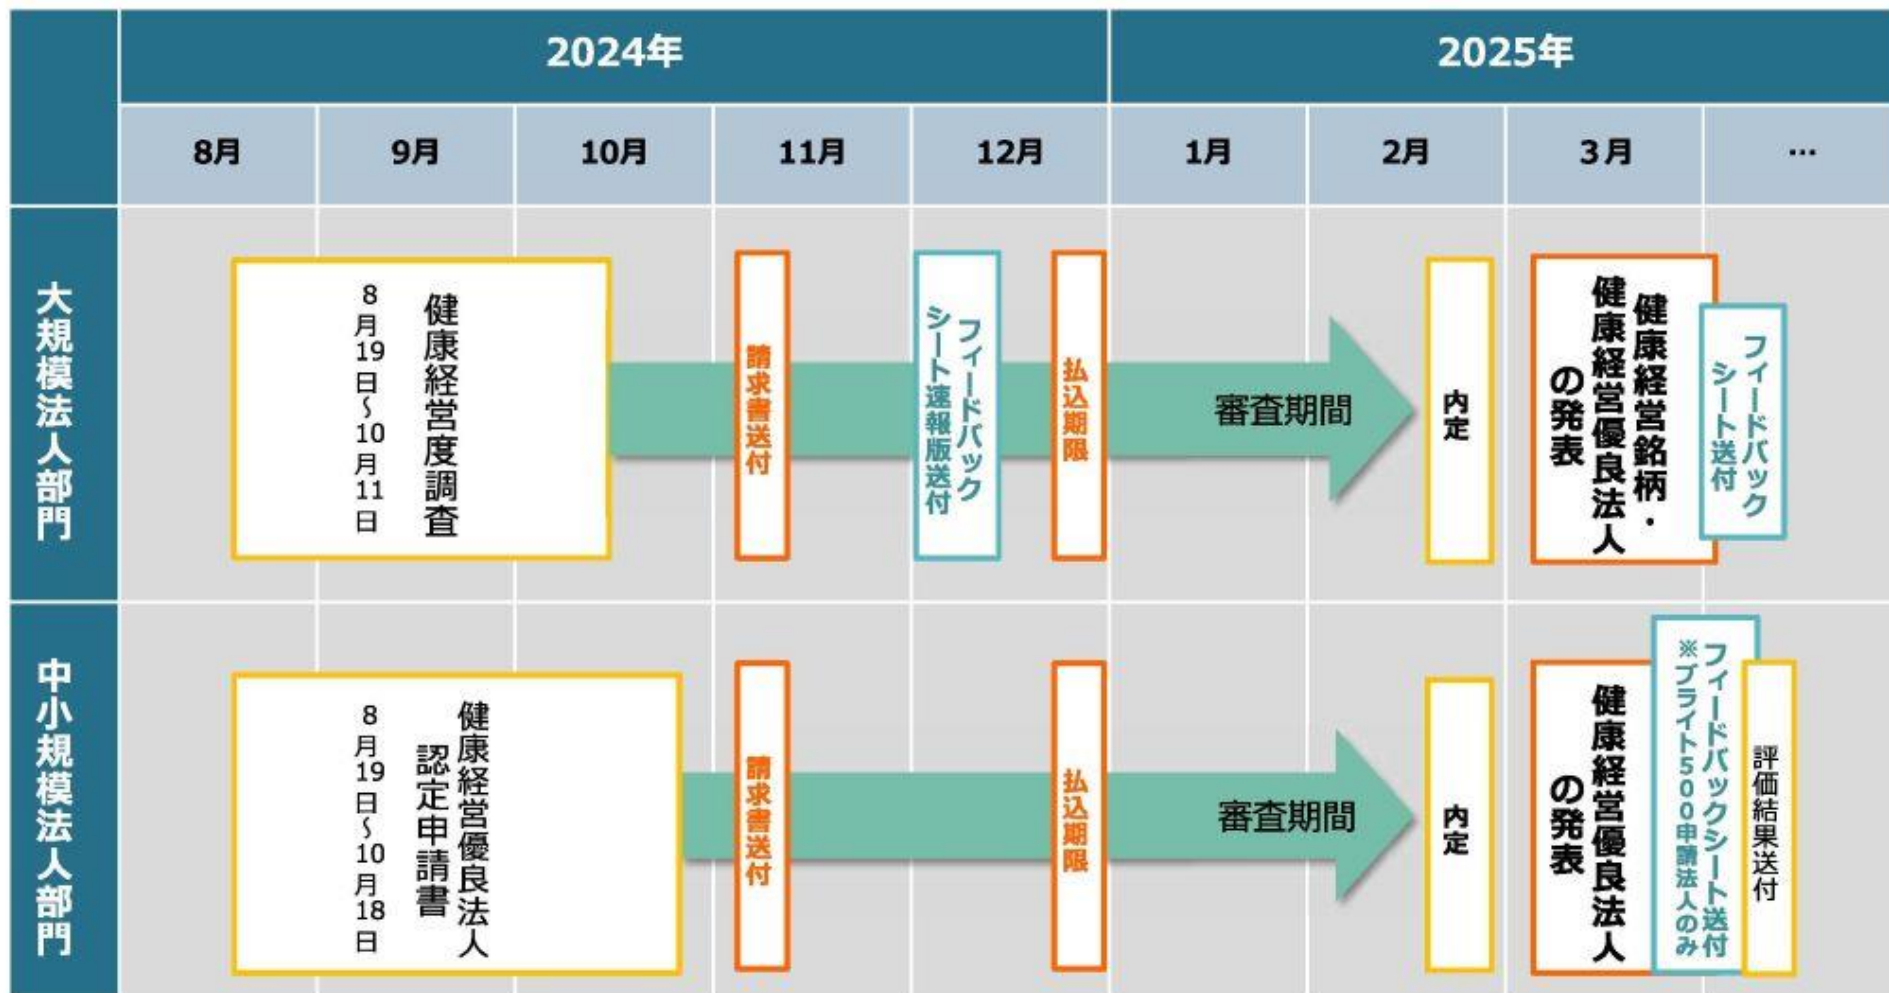 2024年
2025年
8月
9月
10月
11月
12月
1月
2月
3月
…
大規模法人部門
健康経営度調査
8月19日～10月11日
請求書送付
フィードバック
シート速報版送付
払込期限
審査期間
内定
健康経営銘柄・
健康経営優良法人
の発表
フィードバック
シート送付
中小規模法人部門
健康経営優良法人
認定申請書
8月19日～10月18日
請求書送付
払込期限
審査期間
内定
健康経営優良法人
の発表
フィードバックシート送付
※ブライト500申請法人のみ
評価結果送付